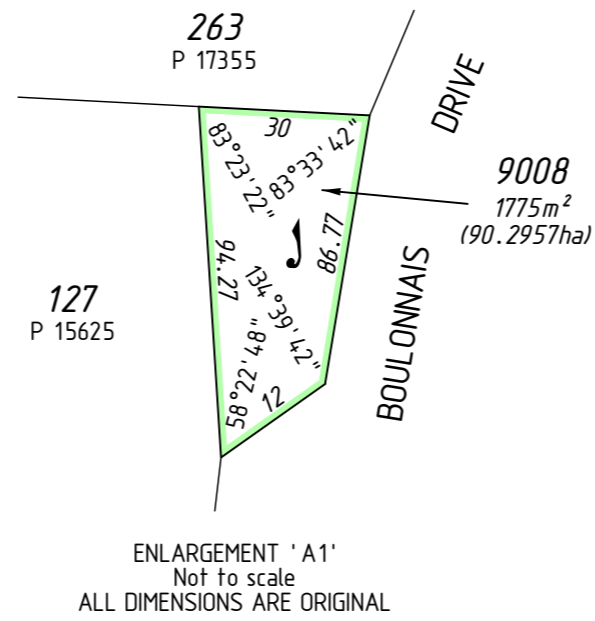 263
P 17355
DRIVE
30
83°23'22"
83°33'42"
9008
1775m²
(90.2957ha)
94.27
86.77
127
P 15625
134°39'42"
58°22'48"
12
BOULONNAIS
ENLARGEMENT 'A1'
Not to scale
ALL DIMENSIONS ARE ORIGINAL